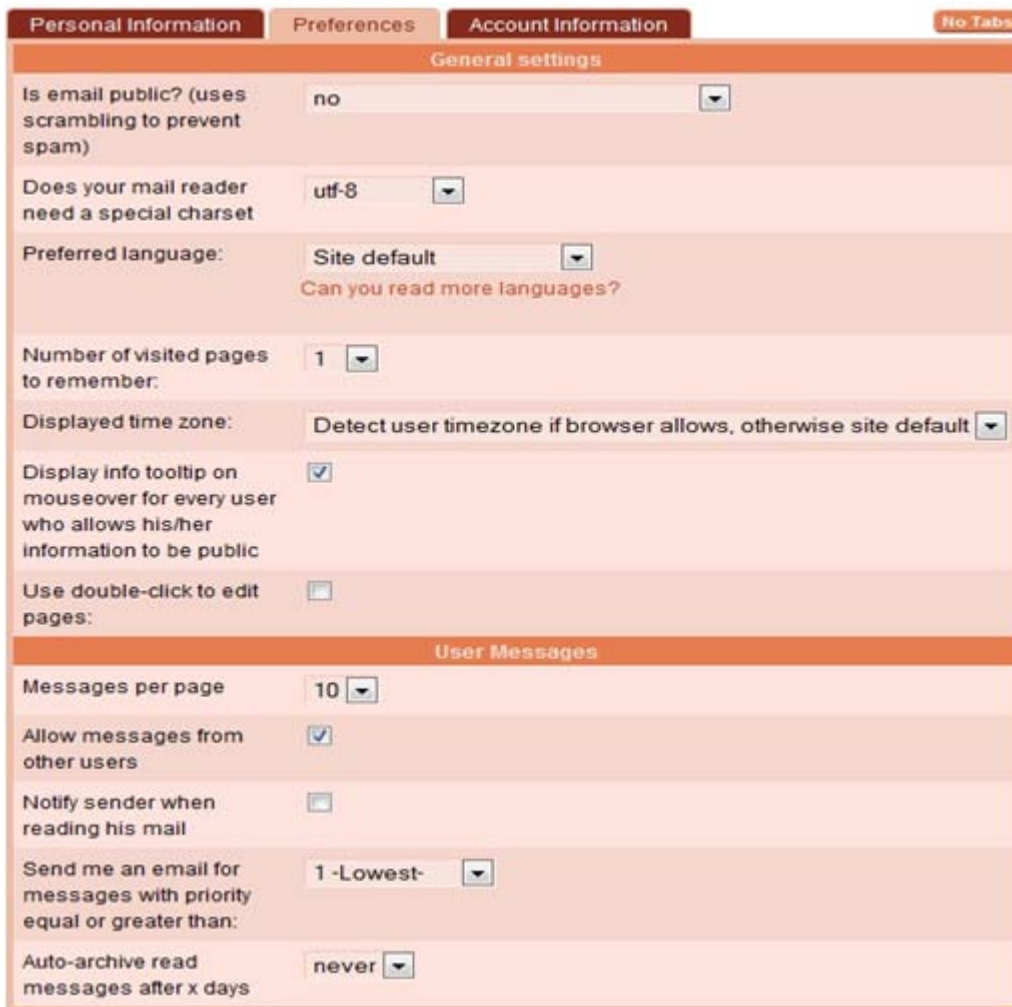 Personal Information Preferences Account Information No Tabs
General settings
Is email public? (uses
scrambling to prevent
spam)
no
Does your mail reader
need a special charset
utf-8
Preferred language:
Site default
Can you read more languages?
Number of visited pages
to remember:
1
Displayed time zone:
Detect user timezone if browser allows, otherwise site default
Display info tooltip on
mouseover for every user
who allows his/her
information to be public
Use double-click to edit
pages:
User Messages
Messages per page
10
Allow messages from
other users
Notify sender when
reading his mail
Send me an email for
messages with priority
equal or greater than:
1 -Lowest-
Auto-archive read
messages after x days
never